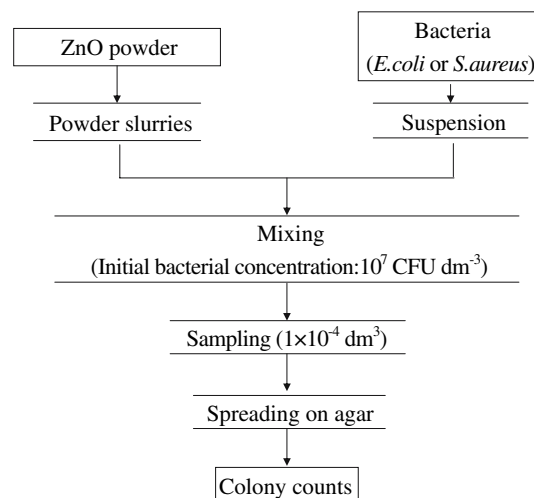 ZnO powder
Bacteria
(E.coli or S.aureus)
Powder slurries
Suspension
Mixing
(Initial bacterial concentration:10⁷ CFU dm⁻³)
Sampling (1×10⁻⁴ dm³)
Spreading on agar
Colony counts